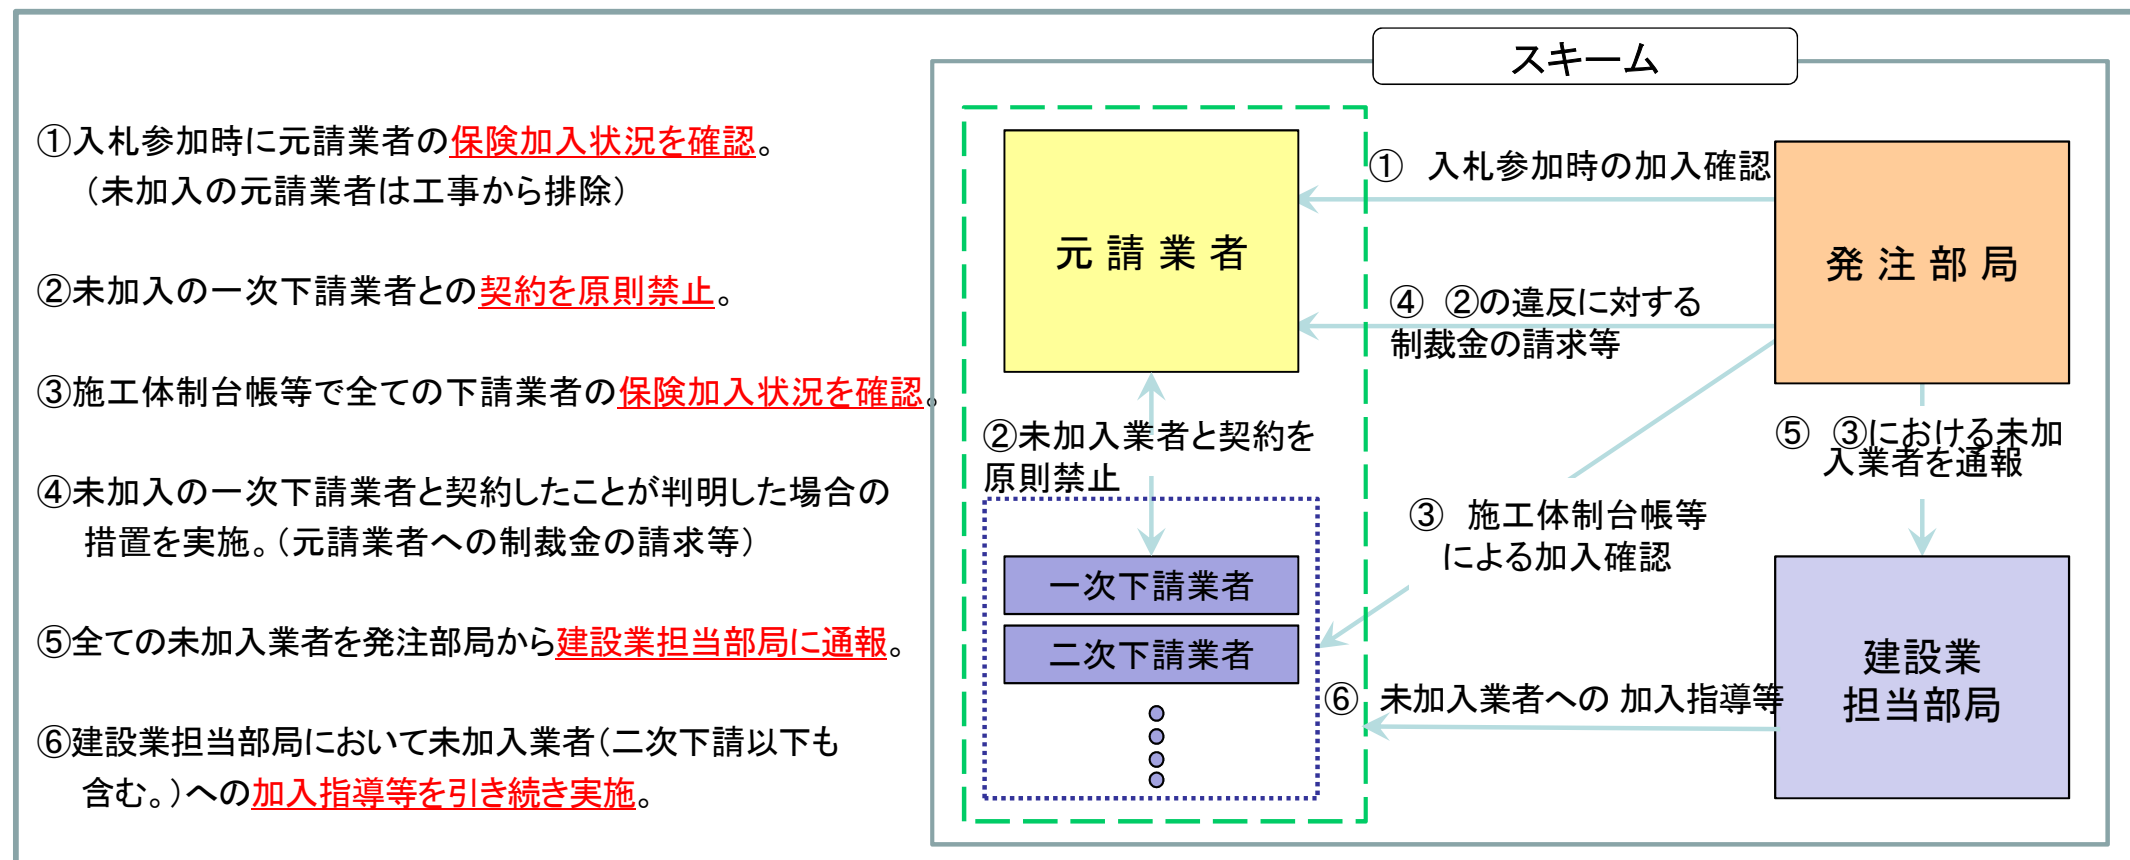 ①入札参加時に元請業者の保険加入状況を確認。
（未加入の元請業者は工事から排除）
②未加入の一次下請業者との契約を原則禁止。
③施工体制台帳等で全ての下請業者の保険加入状況を確認。
④未加入の一次下請業者と契約したことが判明した場合の
措置を実施。（元請業者への制裁金の請求等）
⑤全ての未加入業者を発注部局から建設業担当部局に通報。
⑥建設業担当部局において未加入業者（二次下請以下も
含む。）への加入指導等を引き続き実施。
スキーム
元請業者
① 入札参加時の加入確認
発注部局
④ ②の違反に対する
制裁金の請求等
②未加入業者と契約を
原則禁止
⑤ ③における未加
入業者を通報
③ 施工体制台帳等
による加入確認
一次下請業者
二次下請業者
⑥ 未加入業者への 加入指導等
建設業
担当部局